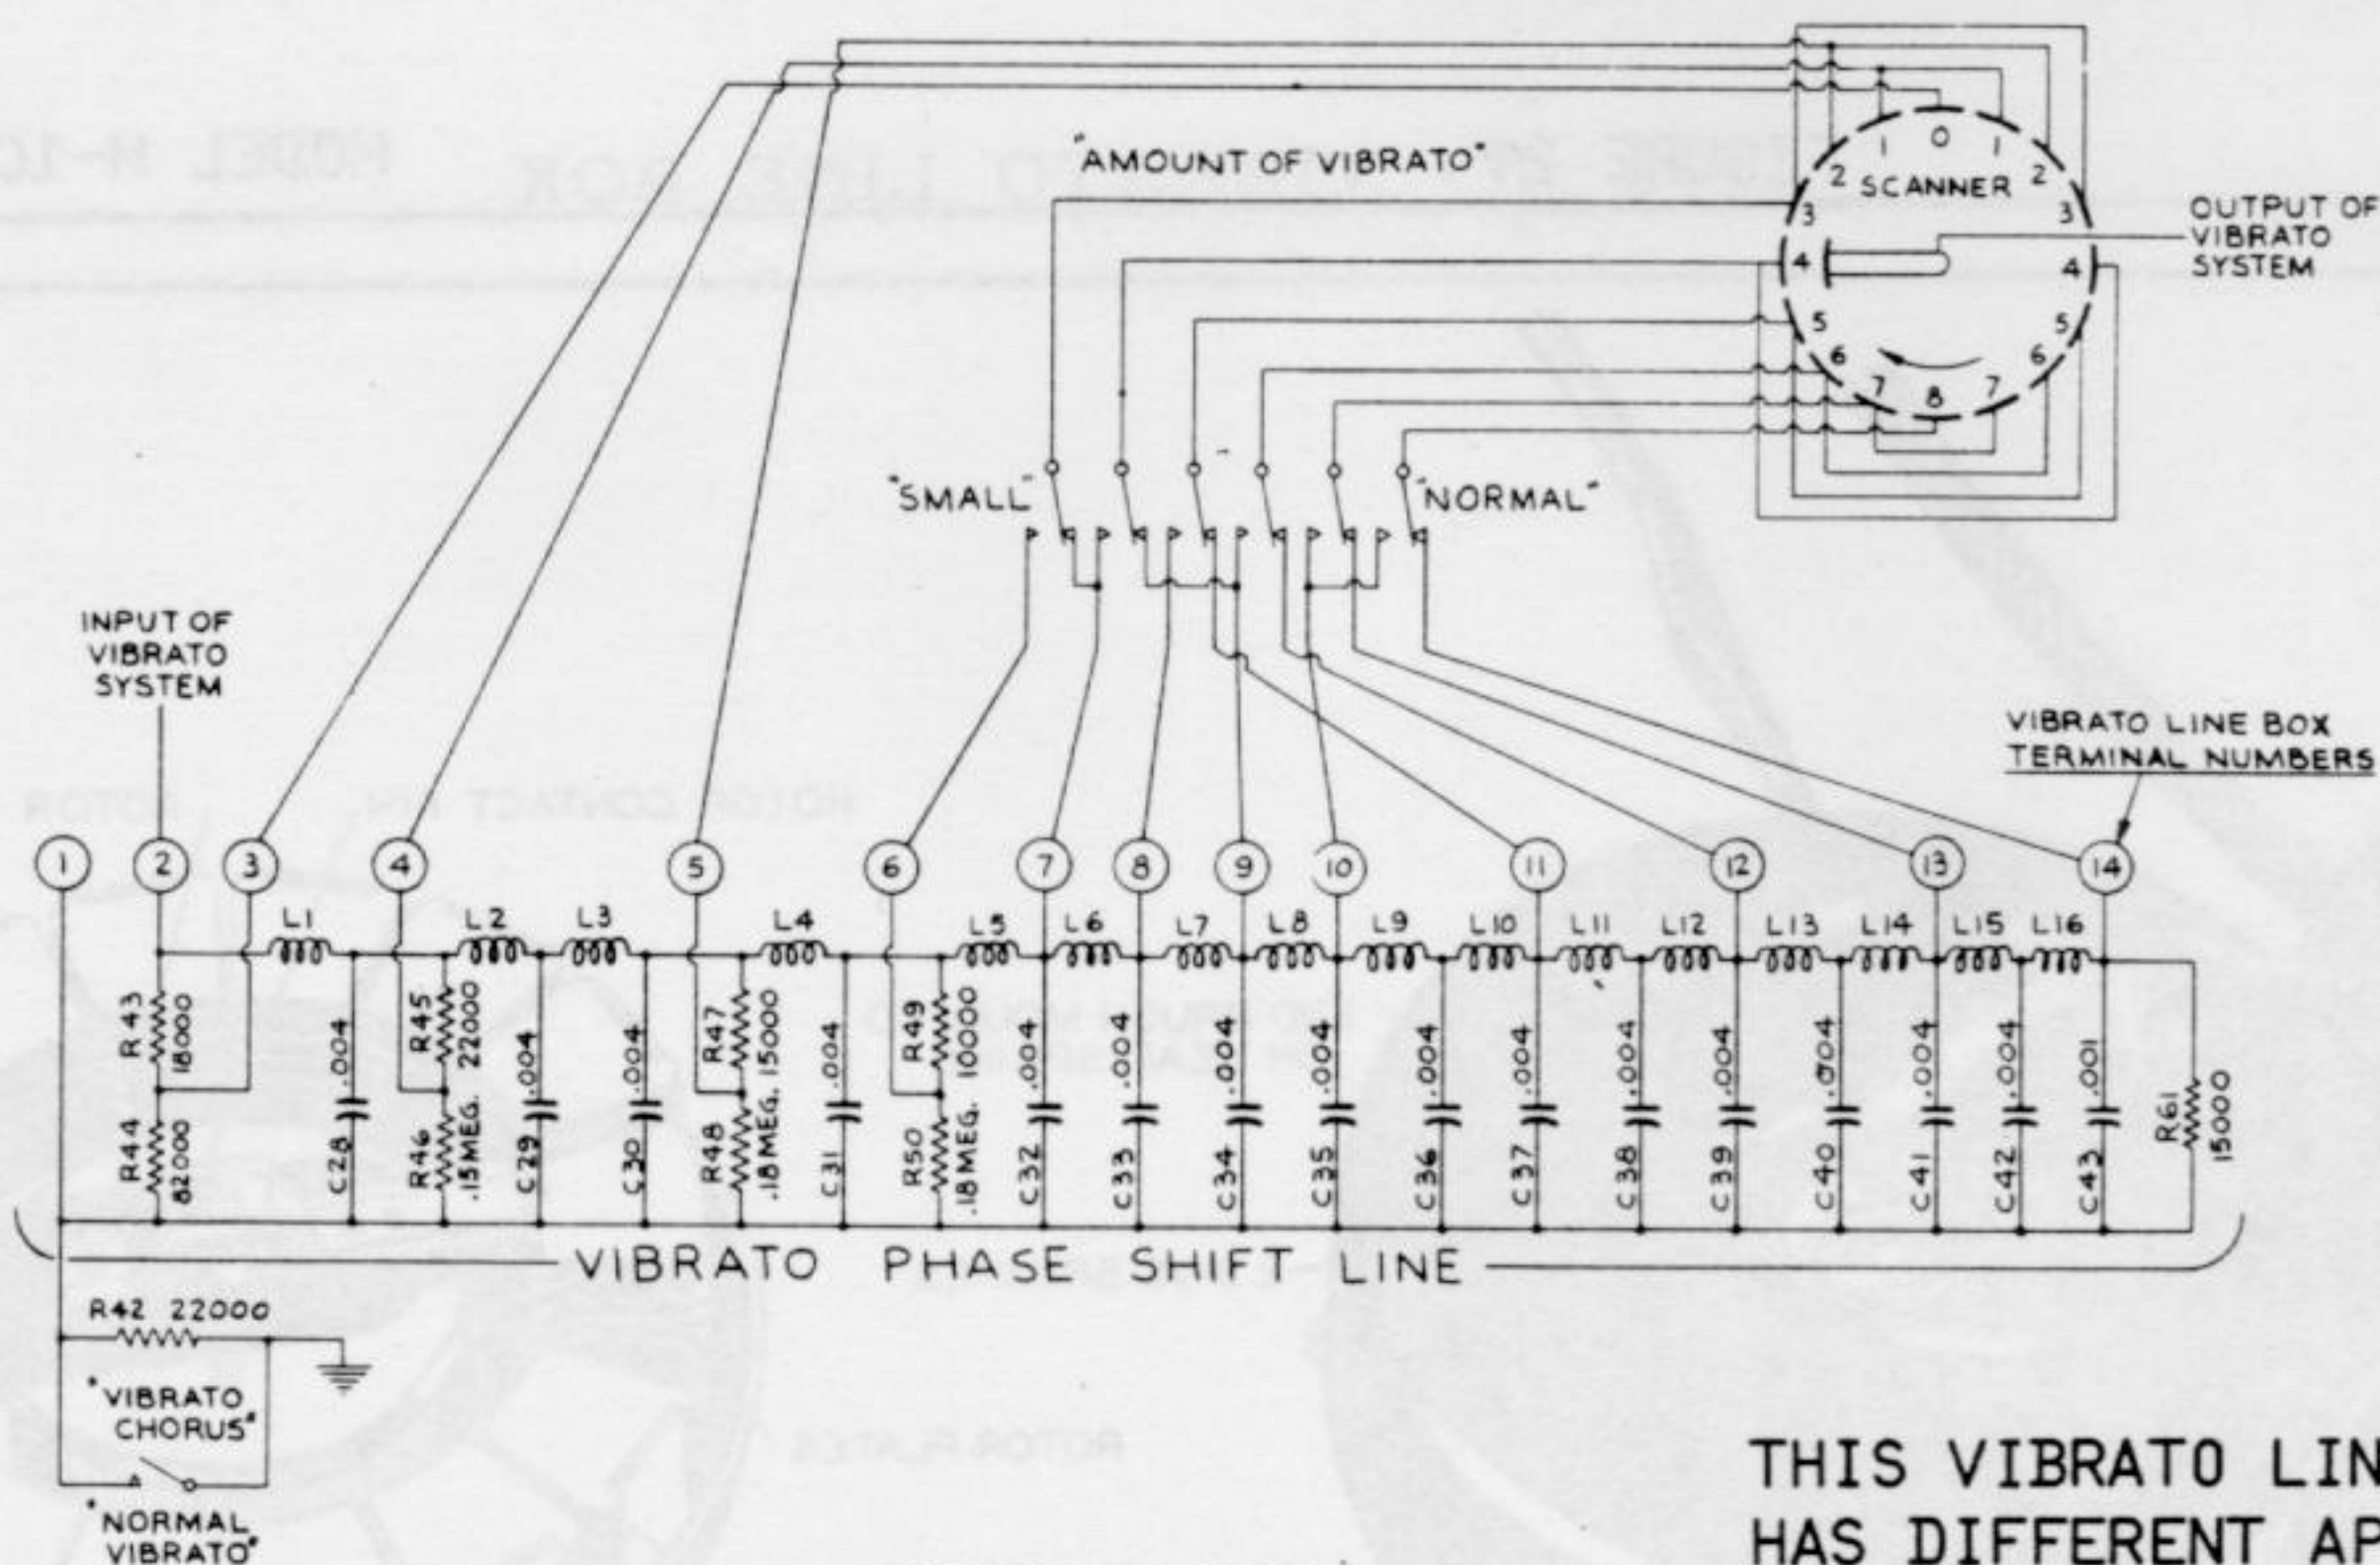 "AMOUNT OF VIBRATO"
0
1
1
2
SCANNER
2
3
3
4
4
5
5
6
6
7
7
8
OUTPUT OF
VIBRATO
SYSTEM
"SMALL"
"NORMAL"
INPUT OF
VIBRATO
SYSTEM
VIBRATO LINE BOX
TERMINAL NUMBERS
1
2
3
4
5
6
7
8
9
10
11
12
13
14
L1
L2
L3
L4
L5
L6
L7
L8
L9
L10
L11
L12
L13
L14
L15
L16
R43
18000
R44
82000
C28 .004
R45
22000
R46
.15MEG.
C29 .004
C30 .004
R47
15000
R48
.18MEG.
C31 .004
R49
10000
R50
.18MEG.
C32 .004
C33 .004
C34 .004
C35 .004
C36 .004
C37 .004
C38 .004
C39 .004
C40 .004
C41 .004
C42 .004
C43 .001
R61
15000
VIBRATO PHASE SHIFT LINE
R42 22000
"VIBRATO
CHORUS"
"NORMAL
VIBRATO"
THIS VIBRATO LIN
HAS DIFFERENT AP
MODEL M-10
ROTOR
ROTOR PLATES